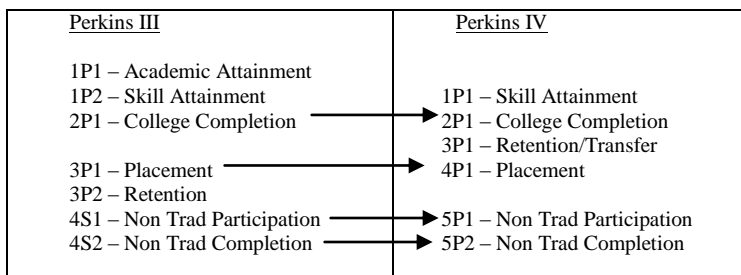 Perkins III
1P1 – Academic Attainment
1P2 – Skill Attainment
2P1 – College Completion
3P1 – Placement
3P2 – Retention
4S1 – Non Trad Participation
4S2 – Non Trad Completion
Perkins IV
1P1 – Skill Attainment
2P1 – College Completion
3P1 – Retention/Transfer
4P1 – Placement
5P1 – Non Trad Participation
5P2 – Non Trad Completion